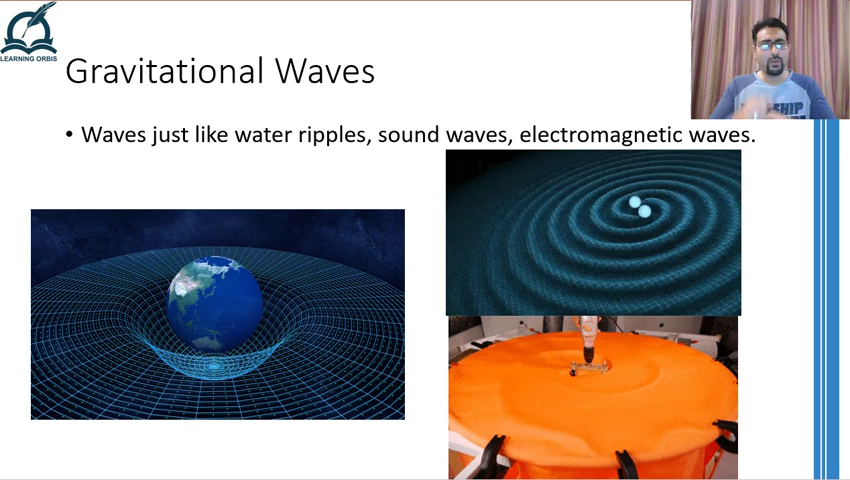 LEARNING ORBIS
Gravitational Waves
• Waves just like water ripples, sound waves, electromagnetic waves.